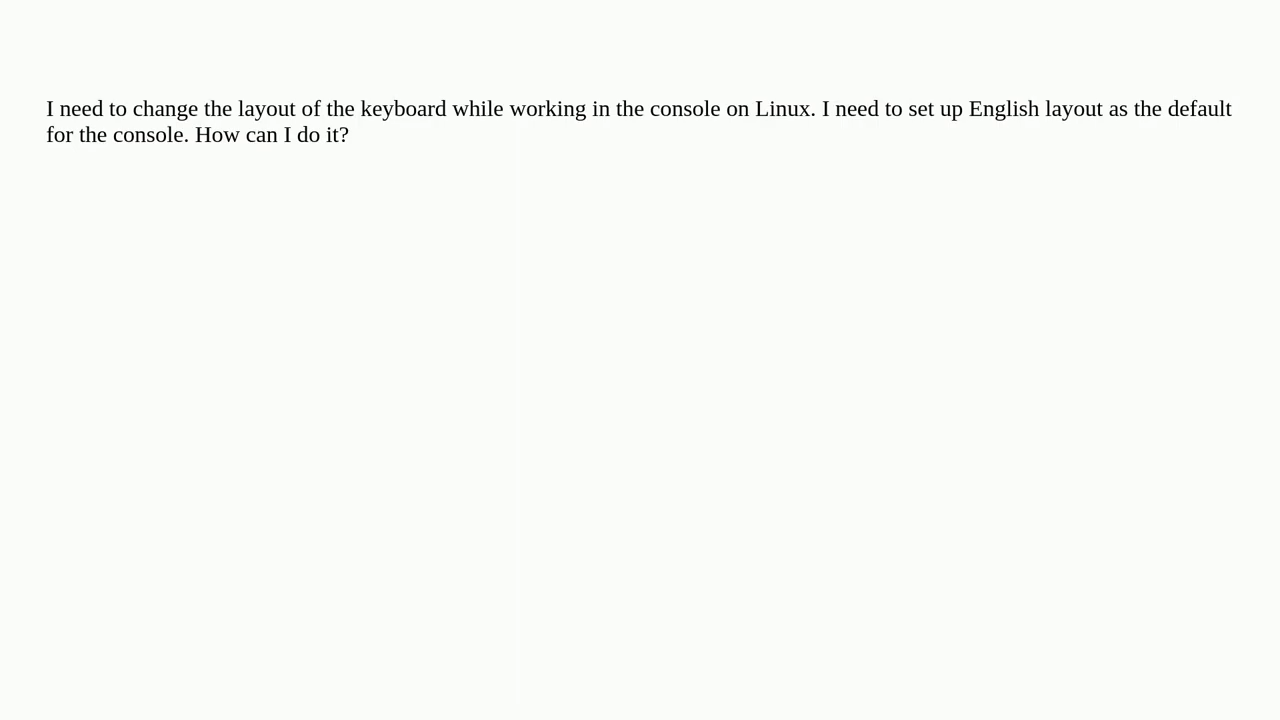 I need to change the layout of the keyboard while working in the console on Linux. I need to set up English layout as the default
for the console. How can I do it?